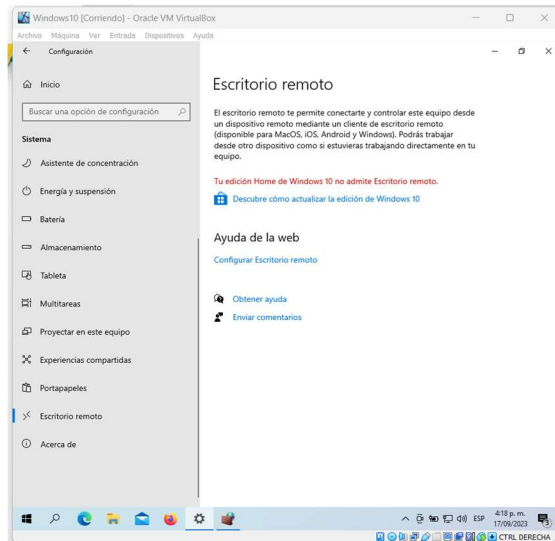 Windows10 [Corriendo] - Oracle VM VirtualBox
Archivo Máquina Ver Entrada Dispositivos Ayuda
Configuración
Inicio
Buscar una opción de configuración
Sistema
Asistente de concentración
Energía y suspensión
Batería
Almacenamiento
Tableta
Multitareas
Proyectar en este equipo
Experiencias compartidas
Portapapeles
Escritorio remoto
Acerca de
Escritorio remoto
El escritorio remoto te permite conectarte y controlar este equipo desde
un dispositivo remoto mediante un cliente de escritorio remoto
(disponible para MacOS, iOS, Android y Windows). Podrás trabajar
desde otro dispositivo como si estuvieras trabajando directamente en tu
equipo.
Tu edición Home de Windows 10 no admite Escritorio remoto.
Descubre cómo actualizar la edición de Windows 10
Ayuda de la web
Configurar Escritorio remoto
Obtener ayuda
Enviar comentarios
ESP
4:18 p. m.
17/09/2023
3
CTRL DERECHA